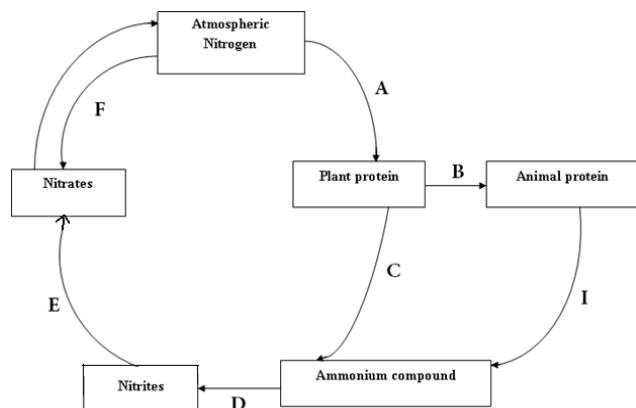 Atmospheric
Nitrogen
A
F
Nitrates
Plant protein
B
Animal protein
C
I
E
Nitrites
D
Ammonium compound